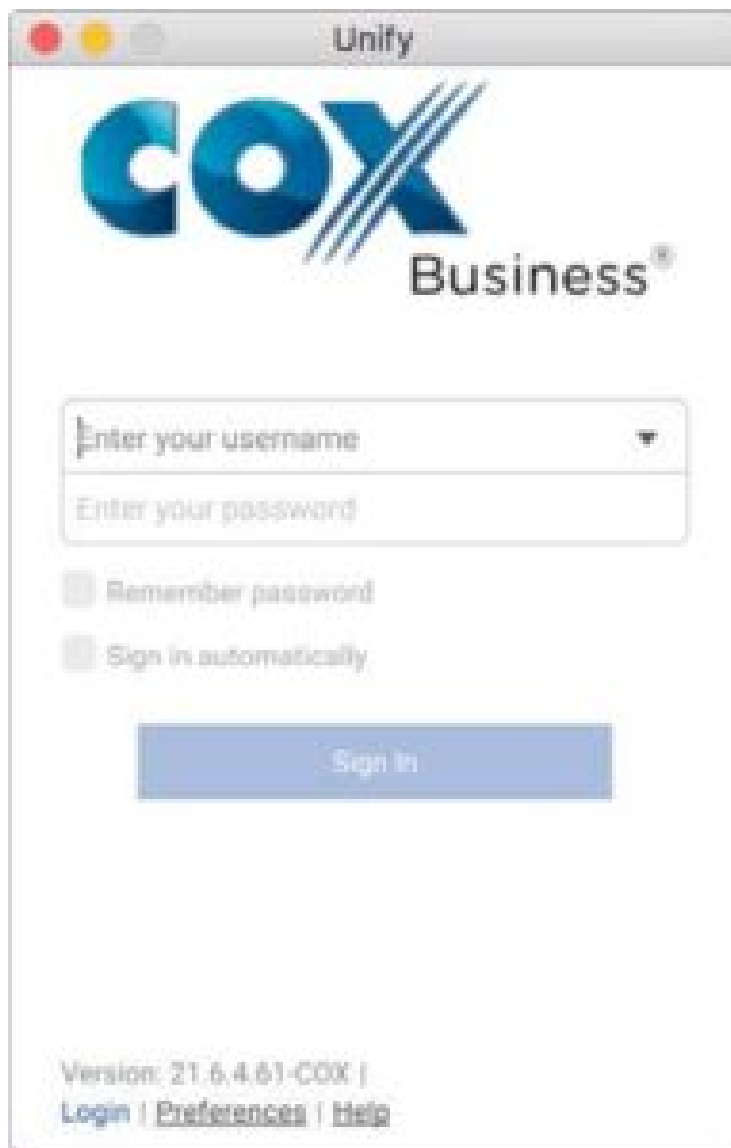 Unify
COX
Business®
Enter your username
Enter your password
Remember password
Sign in automatically
Sign In
Version: 21.6.4.61-COX |
Login | Preferences | Help